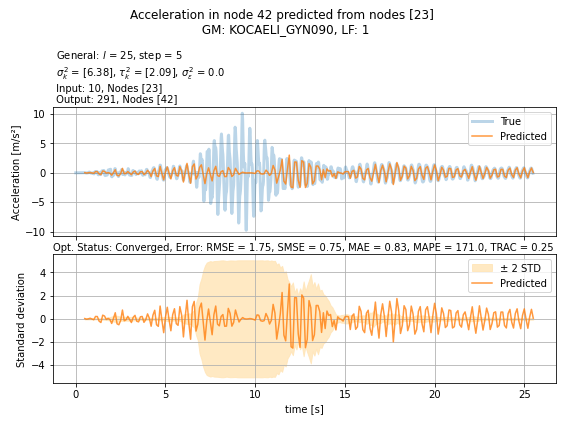 Acceleration in node 42 predicted from nodes [23]
GM: KOCAELI_GYN090, LF: 1
General: l = 25, step = 5
σ²ₖ = [6.38], τ²ₖ = [2.09], σ²ε = 0.0
Input: 10, Nodes [23]
Output: 291, Nodes [42]
Acceleration [m/s²]
10
5
0
−5
−10
True
Predicted
Opt. Status: Converged, Error: RMSE = 1.75, SMSE = 0.75, MAE = 0.83, MAPE = 171.0, TRAC = 0.25
Standard deviation
4
2
0
−2
−4
± 2 STD
Predicted
0 5 10 15 20 25
time [s]